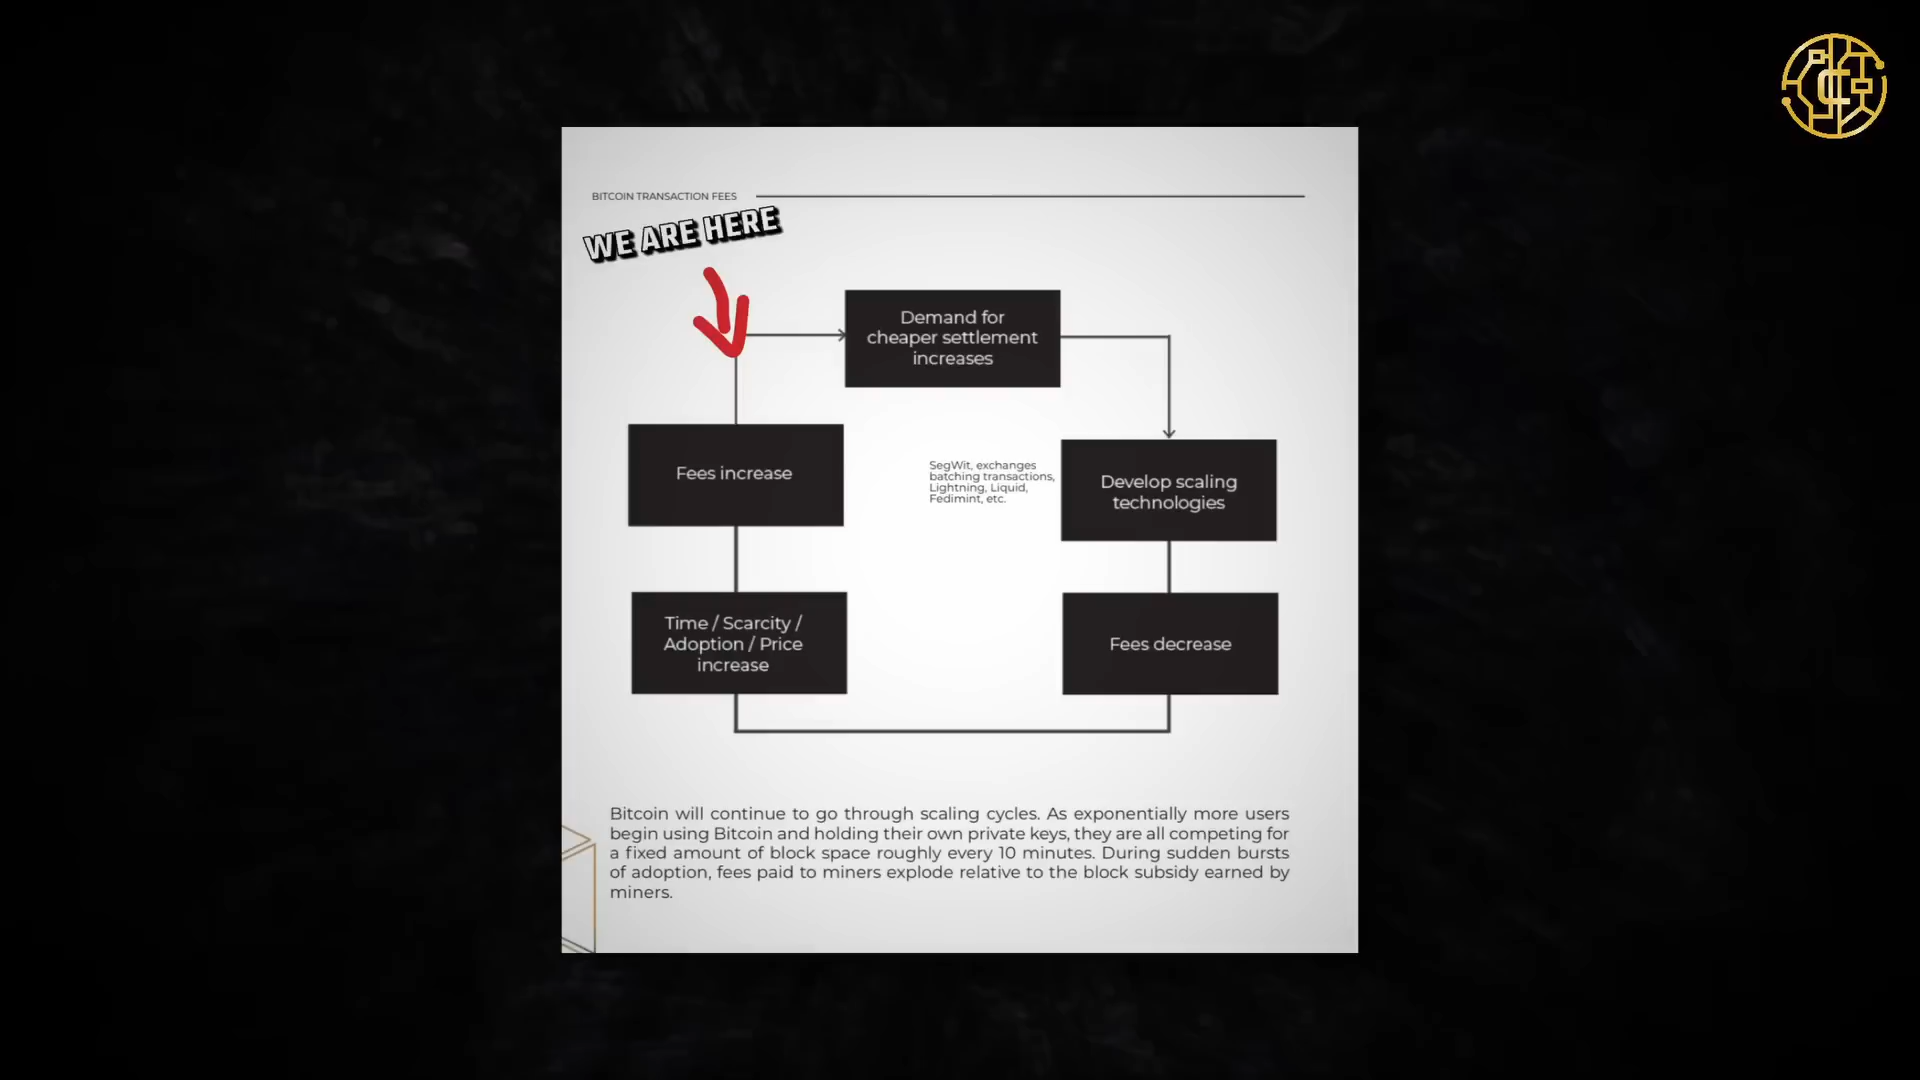 BITCOIN TRANSACTION FEES
WE ARE HERE
Demand for
cheaper settlement
increases
Fees increase
SegWit, exchanges
batching transactions,
Lightning, Liquid,
Fedimint, etc.
Develop scaling
technologies
Time / Scarcity /
Adoption / Price
increase
Fees decrease
Bitcoin will continue to go through scaling cycles. As exponentially more users
begin using Bitcoin and holding their own private keys, they are all competing for
a fixed amount of block space roughly every 10 minutes. During sudden bursts
of adoption, fees paid to miners explode relative to the block subsidy earned by
miners.